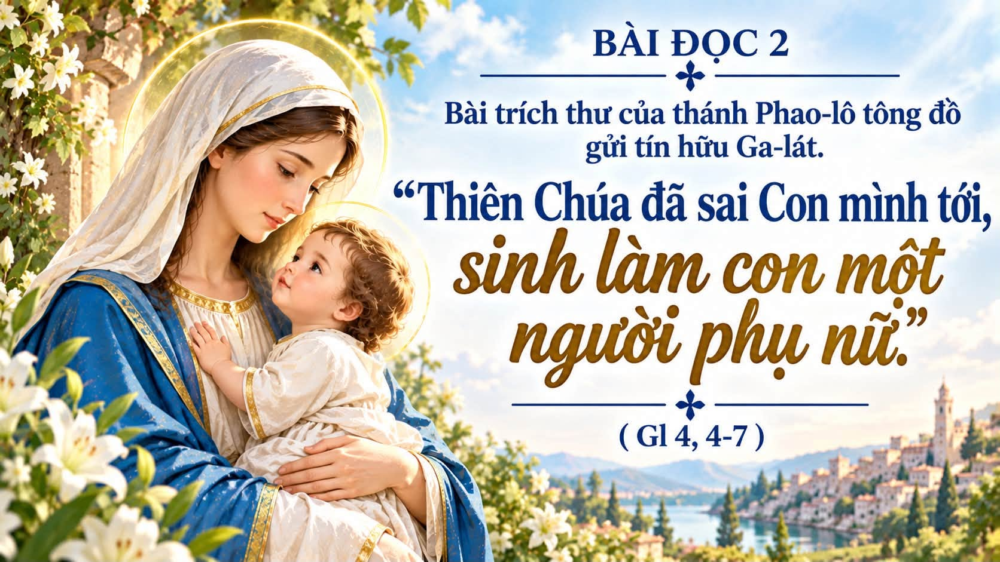 BÀI ĐỌC 2
Bài trích thư của thánh Phao-lô tông đồ
gửi tín hữu Ga-lát.
“Thiên Chúa đã sai Con mình tới,
sinh làm con một
người phụ nữ.”
( Gl 4, 4-7 )